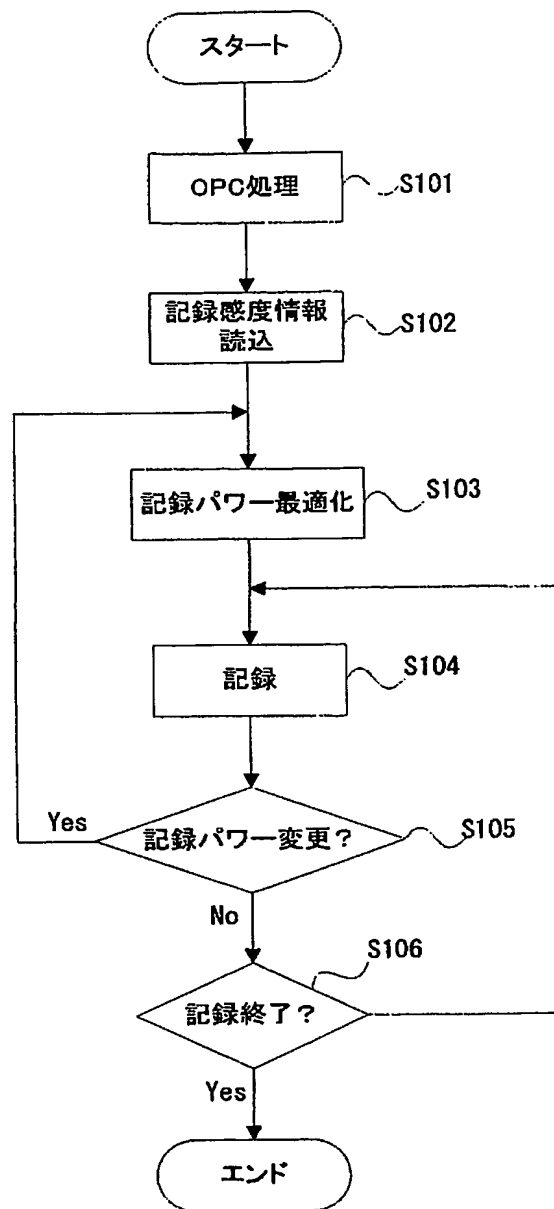 スタート
OPC処理
S101
記録感度情報
読込
S102
記録パワー最適化
S103
記録
S104
Yes
記録パワー変更?
S105
No
S106
記録終了?
Yes
エンド